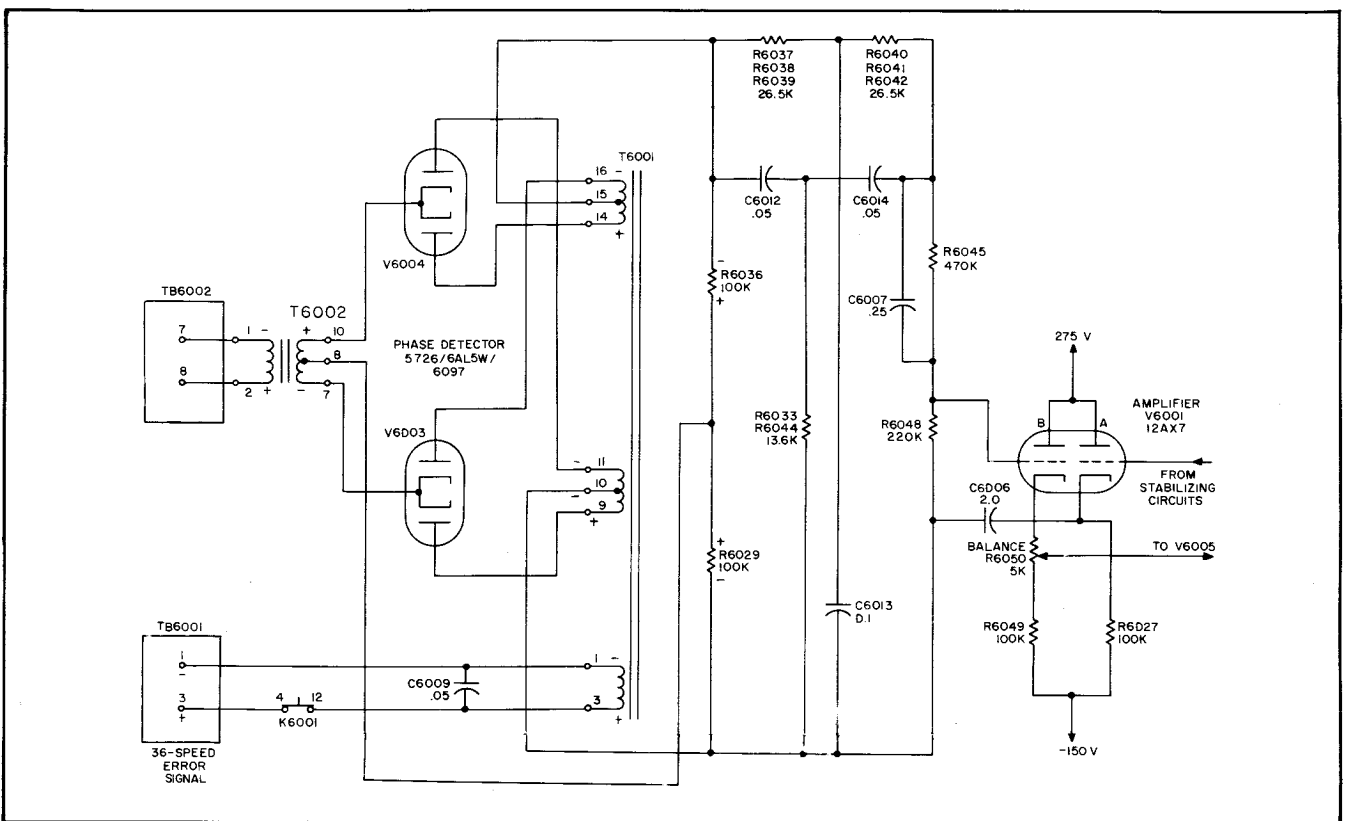 R6037
R6038
R6039
26.5K
R6040
R6041
R6042
26.5K
T6001
16 -
15
14
+
C6012
.05
C6014
.05
V6004
R6045
470K
-
R6036
100K
+
C6007
.25
TB6002
7
8
T6002
1 -
2 +
+ 10
8
- 7
PHASE DETECTOR
5726/6AL5W/
6097
275 V
AMPLIFIER
V6001
12AX7
B A
R6033
R6044
13.6K
R6048
220K
V6D03
- 11
- 10
9
+
FROM
STABILIZING
CIRCUITS
C6D06
2.0
BALANCE
R6050
5K
TO V6005
+
R6029
100K
-
C6013
D.1
R6049
100K
R6D27
100K
TB6001
1
-
3
+
C6009
.05
1 -
3
+
4 12
K6001
36-SPEED
ERROR
SIGNAL
-150 V